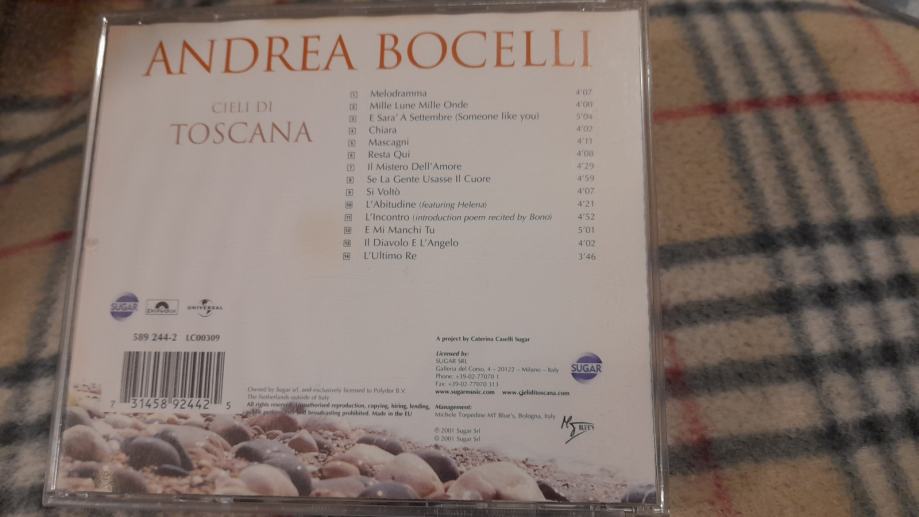 ANDREA BOCELLI
CIELI DI
TOSCANA
1 Melodramma 4'07
2 Mille Lune Mille Onde 4'00
3 E Sara' A Settembre (Someone like you) 5'04
4 Chiara 4'02
5 Mascagni 4'11
6 Resta Qui 4'08
7 Il Mistero Dell'Amore 4'29
8 Se La Gente Usasse Il Cuore 4'59
9 Si Voltò 4'07
10 L'Abitudine (featuring Helena) 4'21
11 L'Incontro (introduction poem recited by Bono) 4'52
12 E Mi Manchi Tu 5'01
13 Il Diavolo E L'Angelo 4'02
14 L'Ultimo Re 3'46
SUGAR
UNIVERSAL
589 244-2 LC00309
7 31458 92442 5
Owned by Sugar srl. and exclusively licensed to Polydor B.V.
The Netherlands outside of Italy
All rights reserved. Unauthorised reproduction, copying, hiring, lending,
public performance and broadcasting prohibited. Made in the EU
A project by Caterina Caselli Sugar
Licensed by:
SUGAR SRL
Galleria del Corso, 4 – 20122 – Milano – Italy
Phone: +39-02-77070 1
Fax: +39-02-77070 313
www.sugarmusic.com www.cielidito​scana.com
Management:
Michele Torpedine MT Blue's, Bologna, Italy
℗ 2001 Sugar Srl
© 2001 Sugar Srl
SUGAR